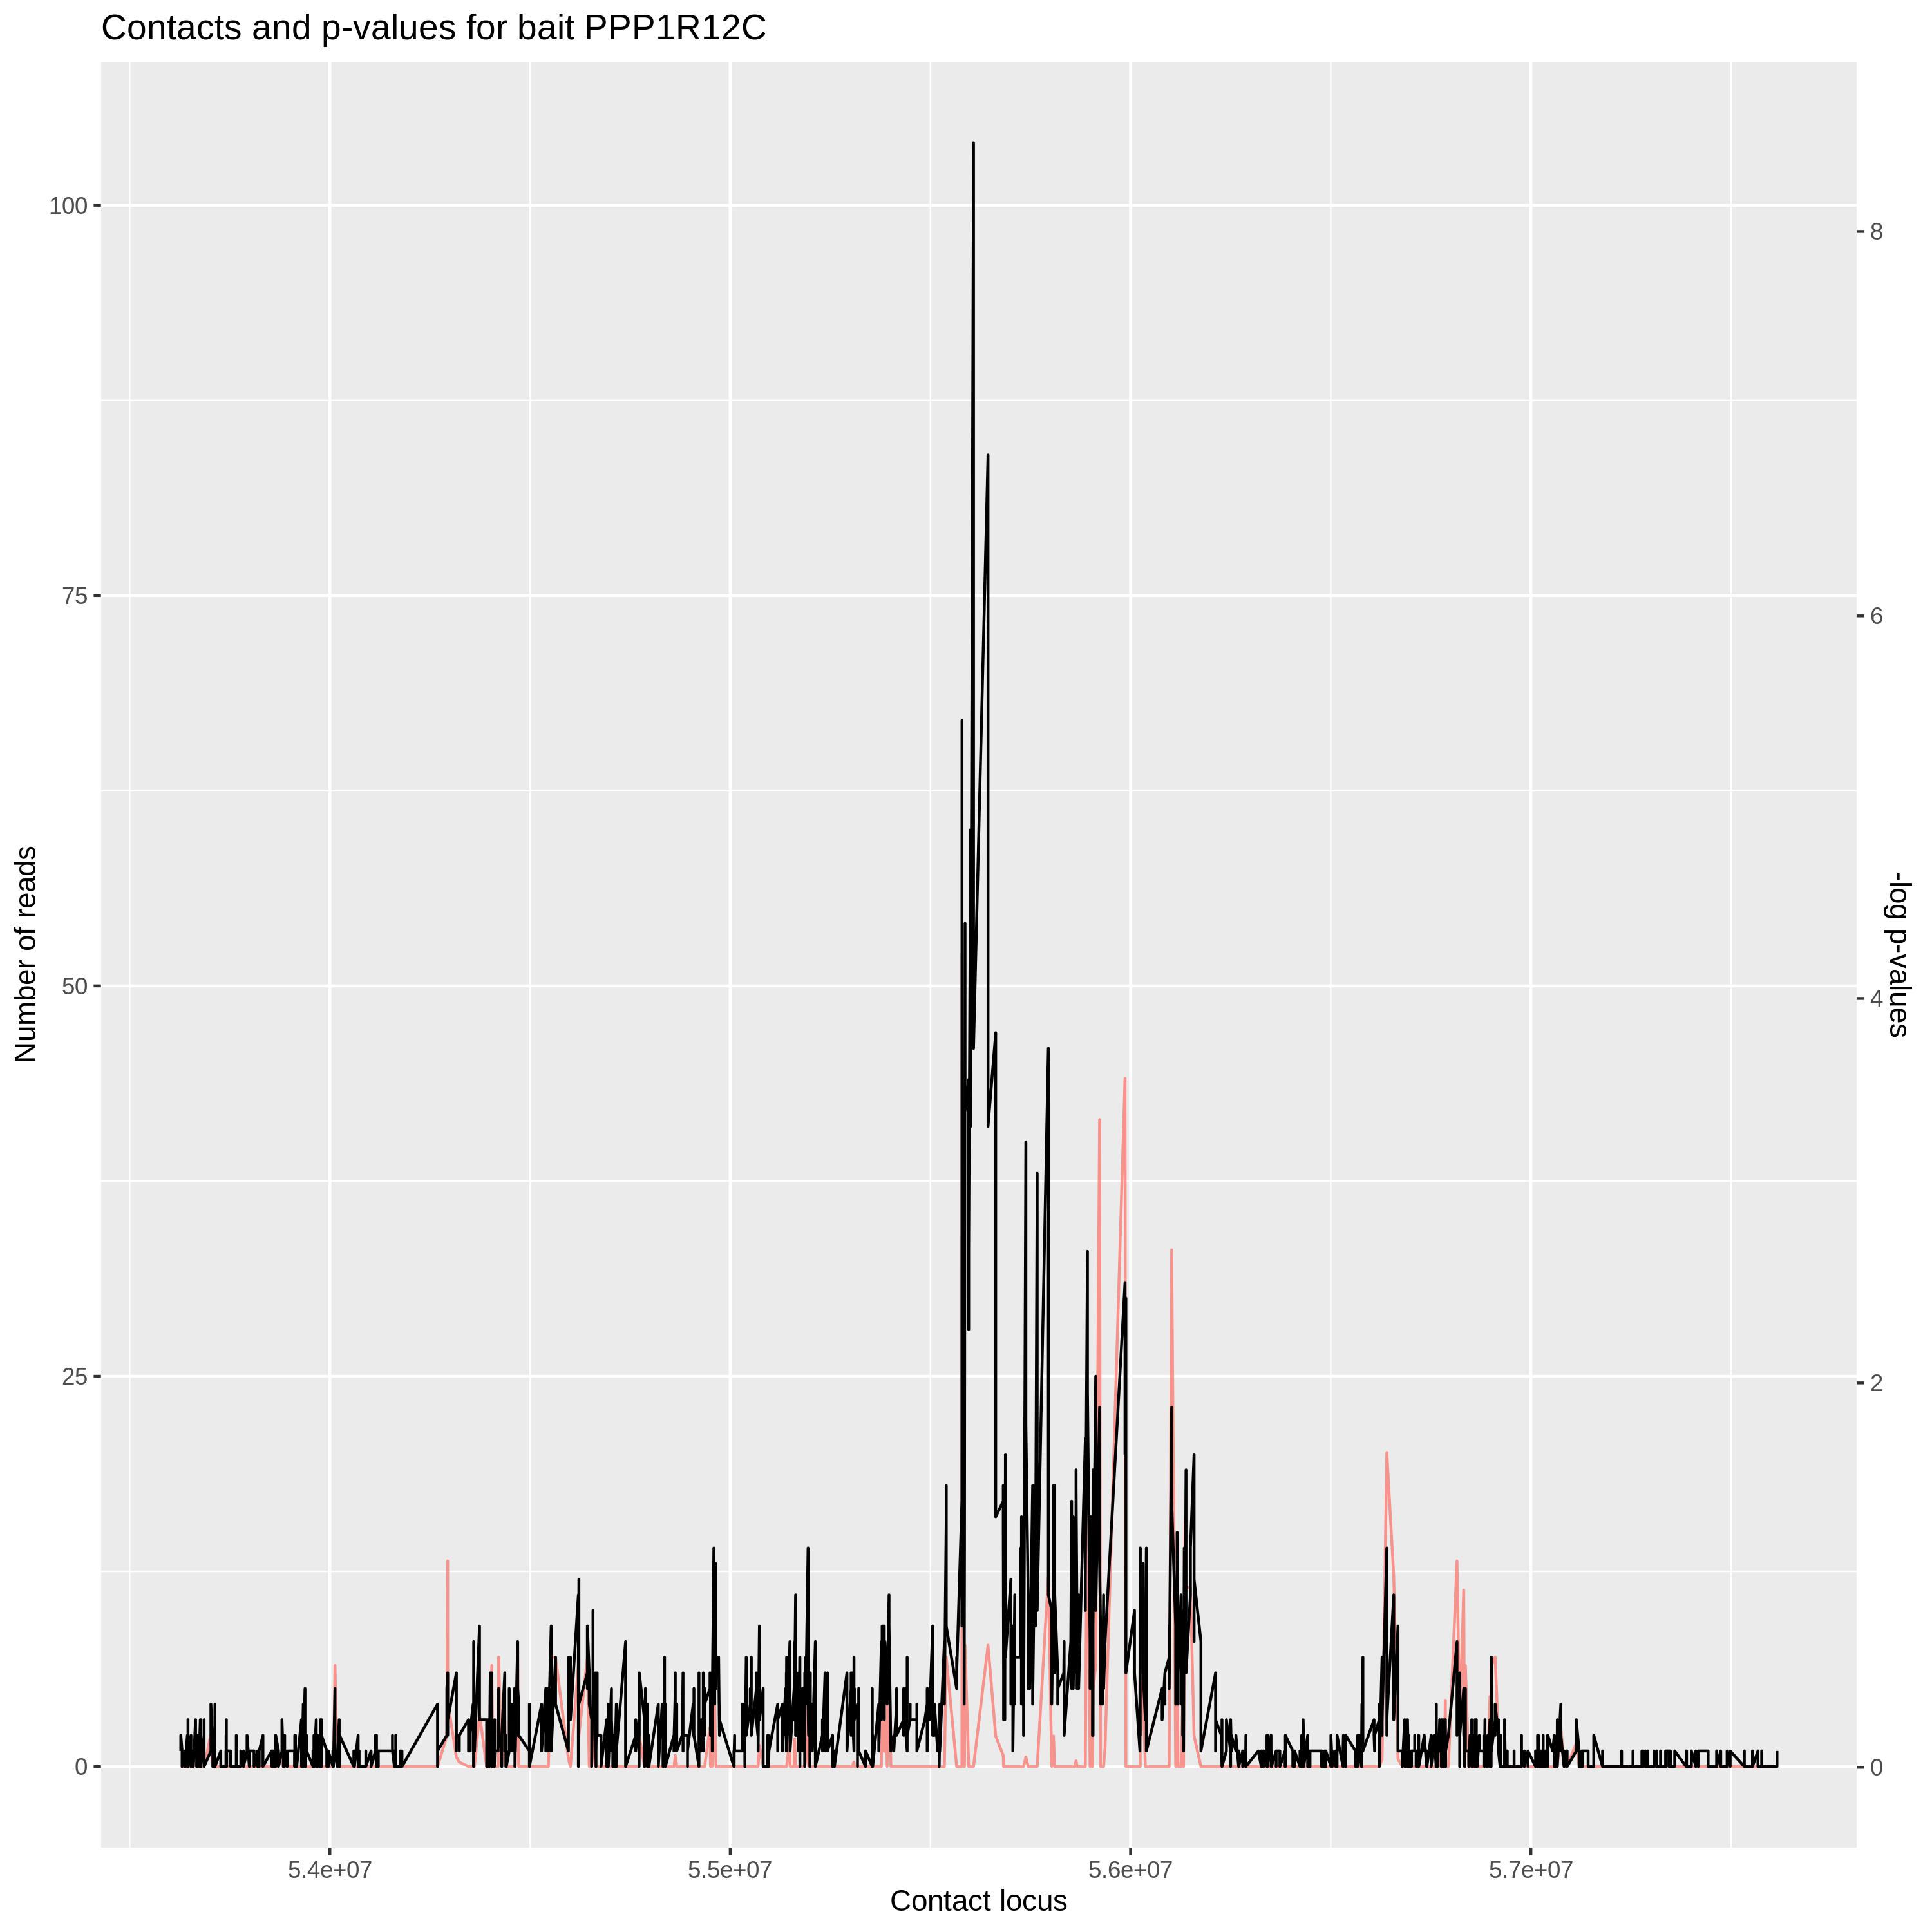 Contacts and p-values for bait PPP1R12C
100
75
50
25
0
Number of reads
8
6
4
2
0
-log p-values
5.4e+07
5.5e+07
5.6e+07
5.7e+07
Contact locus